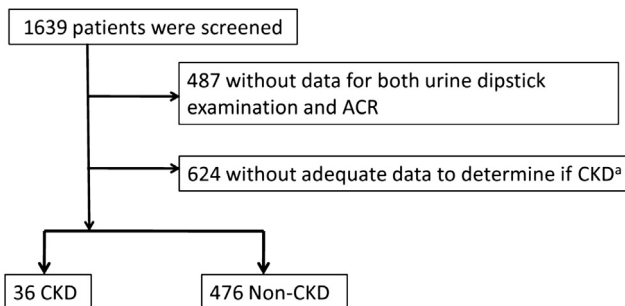 1639 patients were screened
487 without data for both urine dipstick
examination and ACR
624 without adequate data to determine if CKDᵃ
36 CKD
476 Non-CKD